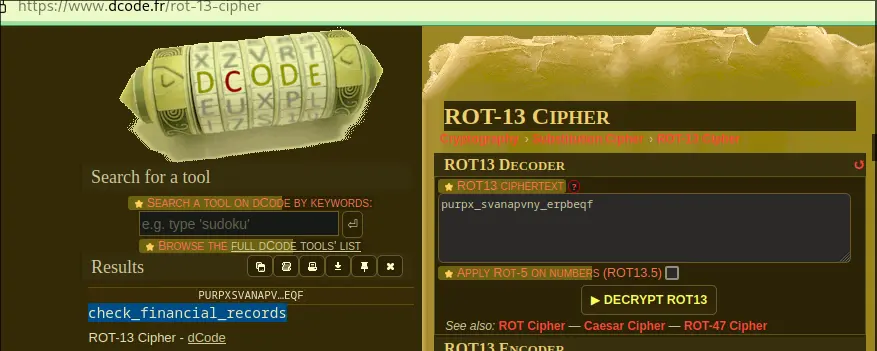 https://www.dcode.fr/rot-13-cipher
DCODE
Search for a tool
SEARCH A TOOL ON DCODE BY KEYWORDS:
e.g. type 'sudoku'
BROWSE THE FULL DCODE TOOLS' LIST
Results
PURPXSVANAPV…EQF
check_financial_records
ROT-13 Cipher - dCode
ROT-13 CIPHER
Cryptography › Substitution Cipher › ROT-13 Cipher
ROT13 DECODER
ROT13 CIPHERTEXT ?
purpx_svanapvny_erpbeqf
APPLY ROT-5 ON NUMBERS (ROT13.5)
▶ DECRYPT ROT13
See also: ROT Cipher — Caesar Cipher — ROT-47 Cipher
ROT13 ENCODER